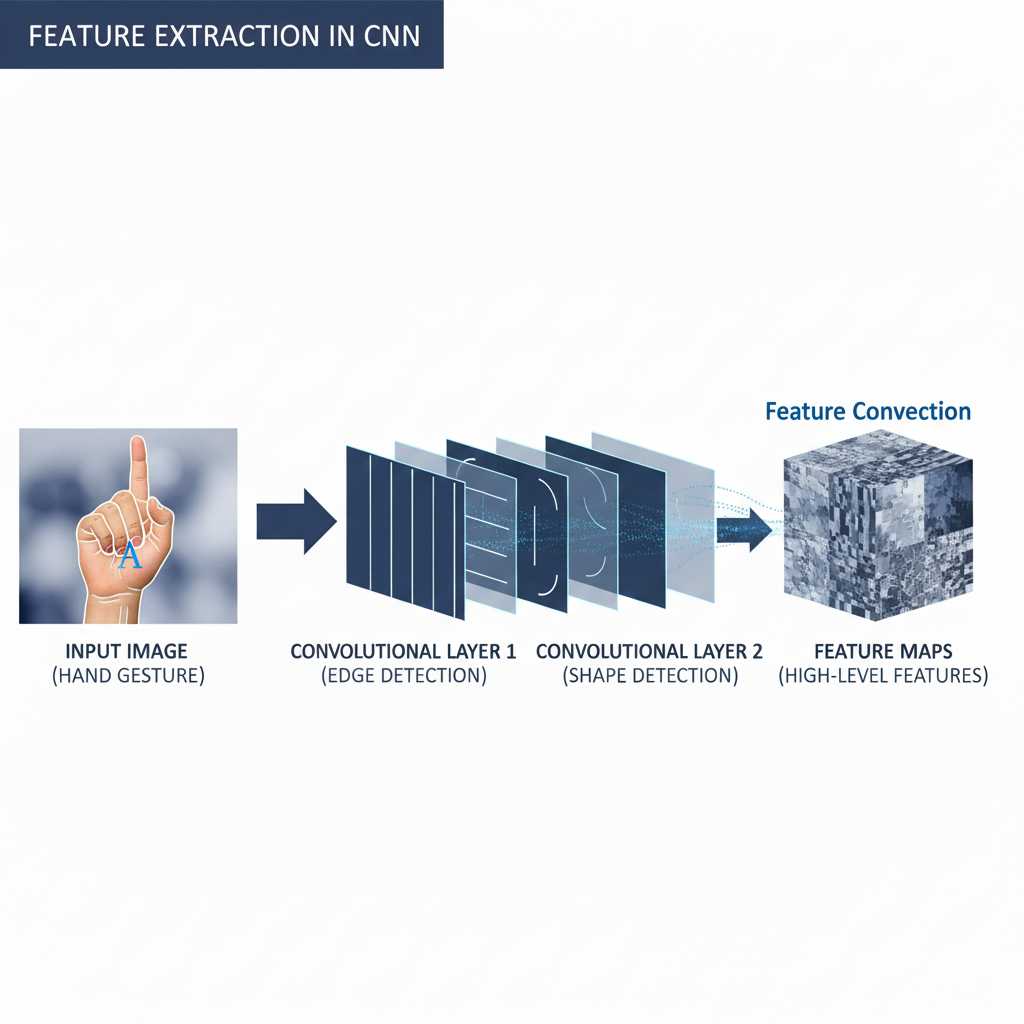 FEATURE EXTRACTION IN CNN
Feature Convection
A
INPUT IMAGE
(HAND GESTURE)
CONVOLUTIONAL LAYER 1
(EDGE DETECTION)
CONVOLUTIONAL LAYER 2
(SHAPE DETECTION)
FEATURE MAPS
(HIGH-LEVEL FEATURES)